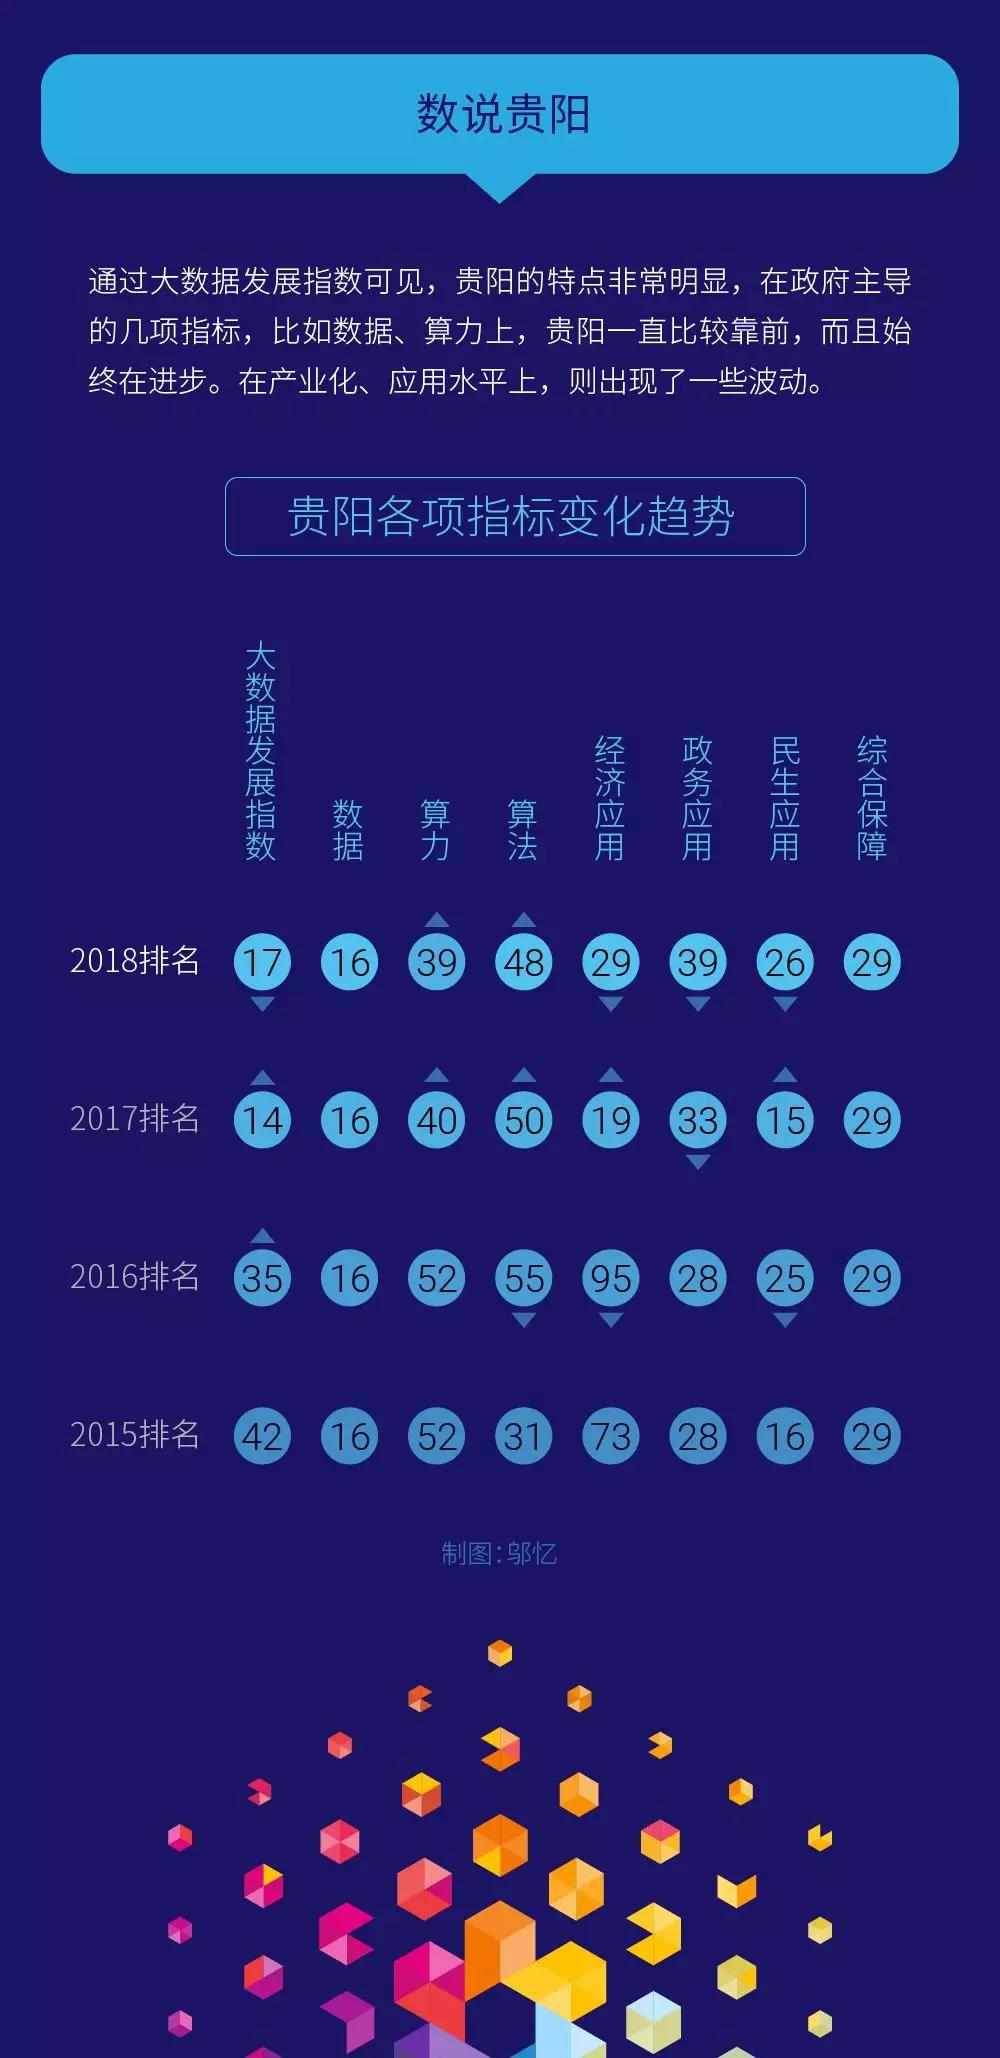 数说贵阳
通过大数据发展指数可见，贵阳的特点非常明显，在政府主导
的几项指标，比如数据、算力上，贵阳一直比较靠前，而且始
终在进步。在产业化、应用水平上，则出现了一些波动。
贵阳各项指标变化趋势
大数据发展指数
数据
算力
算法
经济应用
政务应用
民生应用
综合保障
2018排名 17 16 39 48 29 39 26 29
2017排名 14 16 40 50 19 33 15 29
2016排名 35 16 52 55 95 28 25 29
2015排名 42 16 52 31 73 28 16 29
制图：邬忆